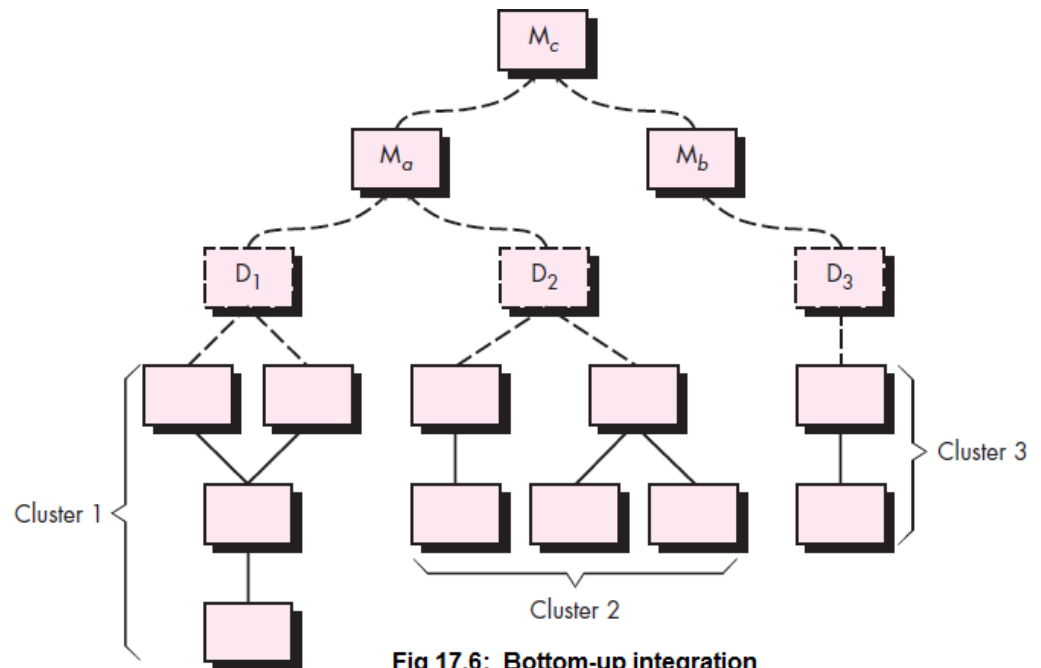 Mc
Ma
Mb
D1
D2
D3
Cluster 3
Cluster 1
Cluster 2
Fig 17.6: Bottom-up integration